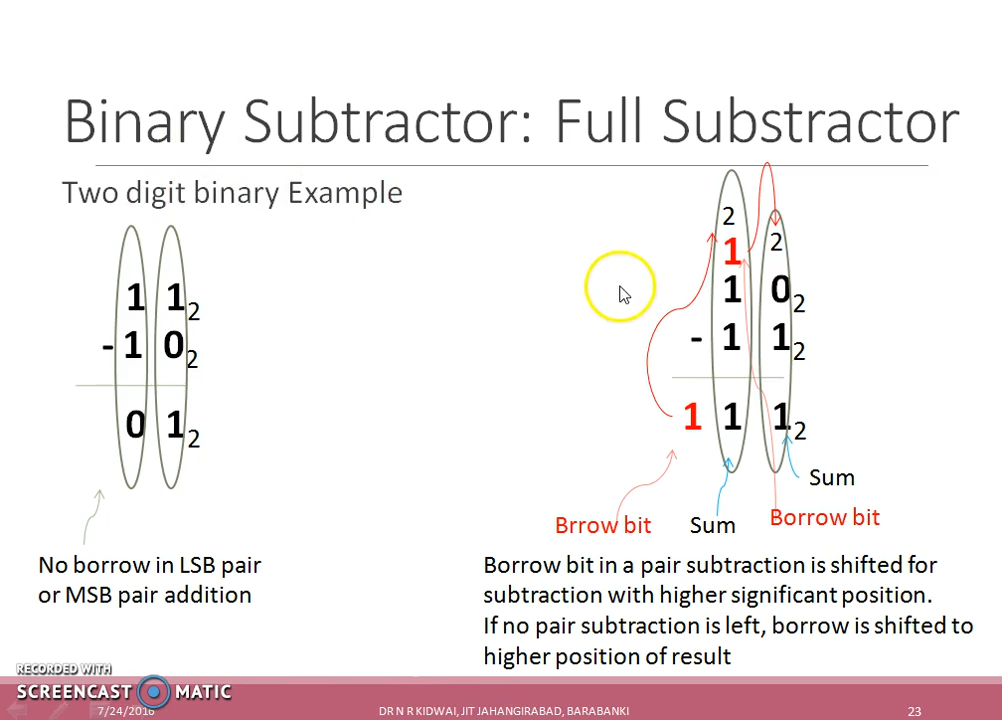 Binary Subtractor: Full Substractor
Two digit binary Example
1 1₂
- 1 0₂
0 1₂
No borrow in LSB pair
or MSB pair addition
2
1 2
1 0₂
- 1 1₂
1 1 1₂
Sum
Brrow bit Sum Borrow bit
Borrow bit in a pair subtraction is shifted for
subtraction with higher significant position.
If no pair subtraction is left, borrow is shifted to
higher position of result
RECORDED WITH
SCREENCAST MATIC
7/24/2016 DR N R KIDWAI, JIT JAHANGIRABAD, BARABANKI 23